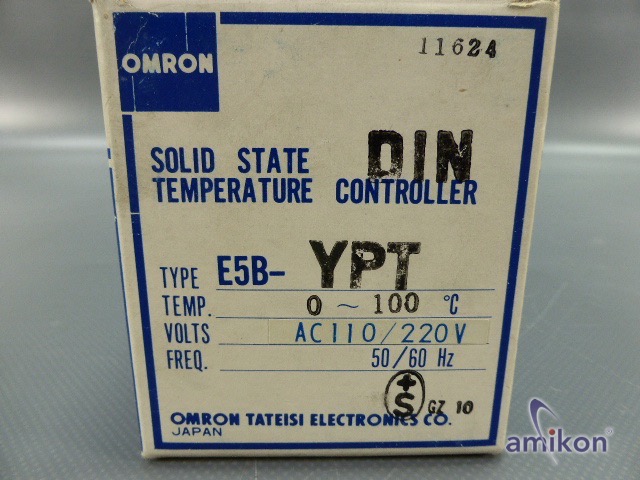 11624
OMRON
DIN
SOLID STATE
TEMPERATURE CONTROLLER
TYPE E5B- YPT
TEMP. 0 ~ 100 °C
VOLTS AC110/220V
FREQ. 50/60 Hz
+
S GZ 10
OMRON TATEISI ELECTRONICS CO.
JAPAN
amikon